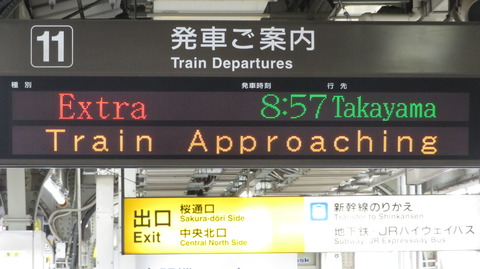 11
発車ご案内
Train Departures
種別 発車時刻 行先
Extra 8:57 Takayama
Train Approaching
出口
Exit
桜通口
Sakura-dōri Side
中央北口
Central North Side
新幹線のりかえ
Transfer to Shinkansen
地下鉄・JRハイウェイバス
Subway, JR Expressway Bus